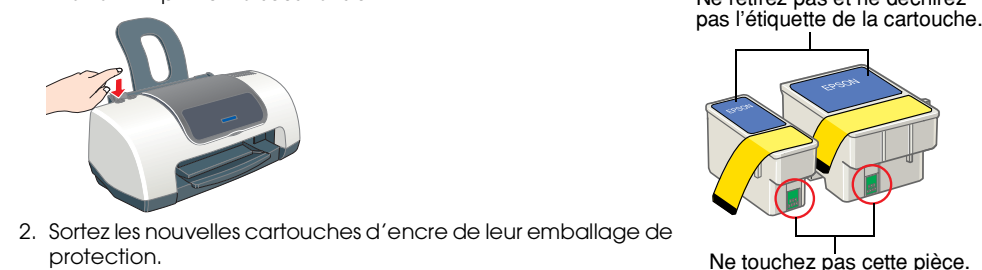 Ne retirez pas et ne déchirez
pas l’étiquette de la cartouche.
EPSON
EPSON
2. Sortez les nouvelles cartouches d’encre de leur emballage de
protection.
Ne touchez pas cette pièce.